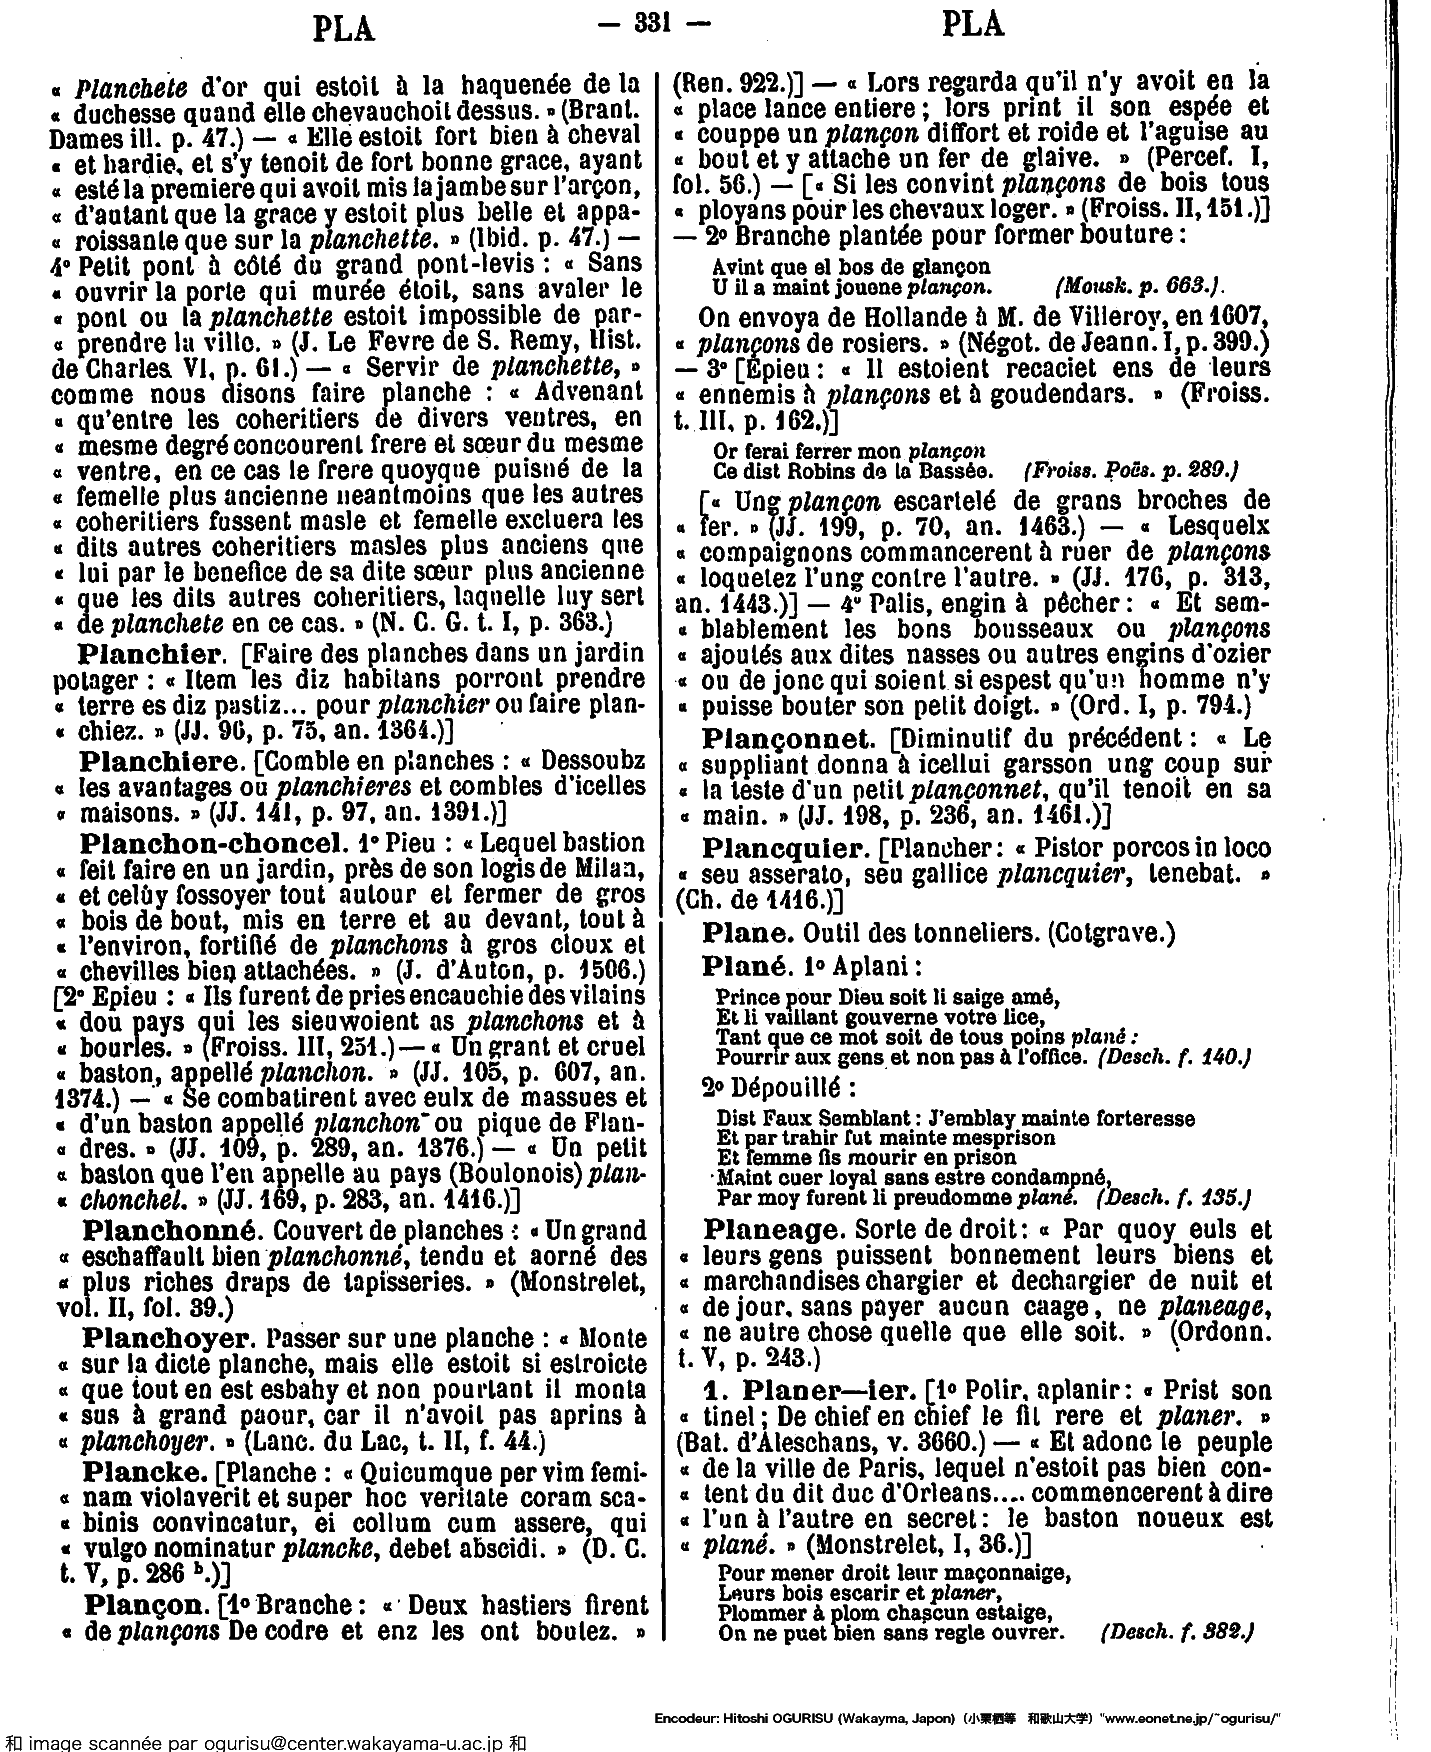 PLA — 331 — PLA
« Planchete d'or qui estoit à la haquenée de la
« duchesse quand elle chevauchoit dessus. » (Brant.
Dames ill. p. 47.) — « Elle estoit fort bien à cheval
« et hardie, et s'y tenoit de fort bonne grace, ayant
« esté la premiere qui avoit mis la jambe sur l'arçon,
« d'autant que la grace y estoit plus belle et appa-
« roissante que sur la planchette. » (Ibid. p. 47.) —
4° Petit pont à côté du grand pont-levis : « Sans
« ouvrir la porte qui murée étoit, sans avaler le
« pont ou la planchette estoit impossible de par-
« prendre la ville. » (J. Le Fevre de S. Remy, Hist.
de Charles VI, p. 61.) — « Servir de planchette, »
comme nous disons faire planche : « Advenant
« qu'entre les coheritiers de divers ventres, en
« mesme degré concourent frere et sœur du mesme
« ventre, en ce cas le frere quoyque puisné de la
« femelle plus ancienne neantmoins que les autres
« coheritiers fussent masle et femelle excluera les
« dits autres coheritiers masles plus anciens que
« lui par le benefice de sa dite sœur plus ancienne
« que les dits autres coheritiers, laquelle luy sert
« de planchete en ce cas. » (N. C. G. t. I, p. 363.)
Planchier. [Faire des planches dans un jardin
potager : « Item les diz habitans porront prendre
« terre es diz pastiz... pour planchier ou faire plan-
« chiez. » (JJ. 96, p. 75, an. 1364.)]
Planchiere. [Comble en planches : « Dessoubz
« les avantages ou planchieres et combles d'icelles
« maisons. » (JJ. 141, p. 97, an. 1391.)]
Planchon-choncel. 1° Pieu : « Lequel bastion
« feit faire en un jardin, près de son logis de Milan,
« et celûy fossoyer tout autour et fermer de gros
« bois de bout, mis en terre et au devant, tout à
« l'environ, fortifié de planchons à gros cloux et
« chevilles bien attachées. » (J. d'Auton, p. 1506.)
[2° Epieu : « Ils furent de pries encauchie des vilains
« dou pays qui les sieuwoient as planchons et à
« bourles. » (Froiss. III, 251.) — « Un grant et cruel
« baston, appellé planchon. » (JJ. 105, p. 607, an.
1374.) — « Se combatirent avec eulx de massues et
« d'un baston appellé planchon ou pique de Flan-
« dres. » (JJ. 109, p. 289, an. 1376.) — « Un petit
« baston que l'en appelle au pays (Boulonois) plan-
« chonchel. » (JJ. 169, p. 283, an. 1416.)]
Planchonné. Couvert de planches : « Un grand
« eschaffault bien planchonné, tendu et aorné des
« plus riches draps de tapisseries. » (Monstrelet,
vol. II, fol. 39.)
Planchoyer. Passer sur une planche : « Monte
« sur la dicte planche, mais elle estoit si estroicte
« que tout en est esbahy et non pourtant il monta
« sus à grand paour, car il n'avoit pas aprins à
« planchoyer. » (Lanc. du Lac, t. II, f. 44.)
Plancke. [Planche : « Quicumque per vim femi-
« nam violaverit et super hoc veritate coram sca-
« binis convincatur, ei collum cum assere, qui
« vulgo nominatur plancke, debet abscidi. » (D. C.
t. V, p. 286 b.)]
Plançon. [1° Branche : « Deux hastiers firent
« de plançons De codre et enz les ont boutez. »
(Ren. 922.)] — « Lors regarda qu'il n'y avoit en la
« place lance entiere ; lors print il son espée et
« couppe un plançon diffort et roide et l'aguise au
« bout et y attache un fer de glaive. » (Percef. I,
fol. 56.) — [« Si les convint plançons de bois tous
« ployans pour les chevaux loger. » (Froiss. II, 151.)]
— 2° Branche plantée pour former bouture :
Avint que el bos de glançon
U il a maint jouene plançon. (Mousk. p. 663.)
On envoya de Hollande à M. de Villeroy, en 1607,
« plançons de rosiers. » (Négot. de Jeann. I, p. 399.)
— 3° [Épieu : « Il estoient recaciet ens de leurs
« ennemis à plançons et à goudendars. » (Froiss.
t. III, p. 162.)]
Or ferai ferrer mon plançon
Ce dist Robins de la Bassée. (Froiss. Poës. p. 289.)
[« Ung plançon escartelé de grans broches de
« fer. » (JJ. 199, p. 70, an. 1463.) — « Lesquelx
« compaignons commancerent à ruer de plançons
« loquetez l'ung contre l'autre. » (JJ. 176, p. 313,
an. 1443.)] — 4° Palis, engin à pêcher : « Et sem-
« blablement les bons bousseaux ou plançons
« ajoutés aux dites nasses ou autres engins d'ozier
« ou de jonc qui soient si espest qu'un homme n'y
« puisse bouter son petit doigt. » (Ord. I, p. 794.)
Plançonnet. [Diminutif du précédent : « Le
« suppliant donna à icellui garsson ung coup sur
« la teste d'un petit plançonnet, qu'il tenoit en sa
« main. » (JJ. 198, p. 236, an. 1461.)]
Plancquier. [Plancher : « Pistor porcos in loco
« seu asserato, seu gallice plancquier, tenebat. »
(Ch. de 1416.)]
Plane. Outil des tonneliers. (Cotgrave.)
Plané. 1° Aplani :
Prince pour Dieu soit li saige amé,
Et li vaillant gouverne votre lice,
Tant que ce mot soit de tous poins plané :
Pourrir aux gens et non pas à l'office. (Desch. f. 140.)
2° Dépouillé :
Dist Faux Semblant : J'emblay mainte forteresse
Et par trahir fut mainte mesprison
Et femme fis mourir en prison
Maint cuer loyal sans estre condampné,
Par moy furent li preudomme plané. (Desch. f. 135.)
Planeage. Sorte de droit : « Par quoy euls et
« leurs gens puissent bonnement leurs biens et
« marchandises chargier et dechargier de nuit et
« de jour, sans payer aucun caage, ne planeage,
« ne autre chose quelle que elle soit. » (Ordonn.
t. V, p. 243.)
1. Planer—ier. [1° Polir, aplanir : « Prist son
« tinel ; De chief en chief le fit rere et planer. »
(Bat. d'Aleschans, v. 3660.) — « Et adonc le peuple
« de la ville de Paris, lequel n'estoit pas bien con-
« tent du dit duc d'Orleans.... commencerent à dire
« l'un à l'autre en secret : le baston noueux est
« plané. » (Monstrelet, I, 36.)]
Pour mener droit leur maçonnaige,
Leurs bois escarir et planer,
Plommer à plom chascun estaige,
On ne puet bien sans regle ouvrer. (Desch. f. 382.)
Encodeur: Hitoshi OGURISU (Wakayma, Japon) (小栗栖等 和歌山大学) "www.eonet.ne.jp/~ogurisu/"
和 image scannée par ogurisu@center.wakayama-u.ac.jp 和